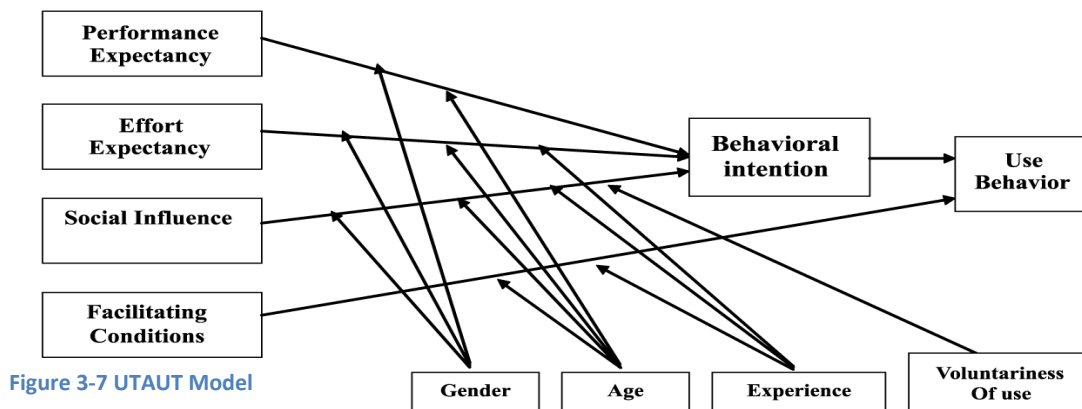 Performance
Expectancy
Effort
Expectancy
Social Influence
Facilitating
Conditions
Behavioral
intention
Use
Behavior
Figure 3-7 UTAUT Model
Gender
Age
Experience
Voluntariness
Of use